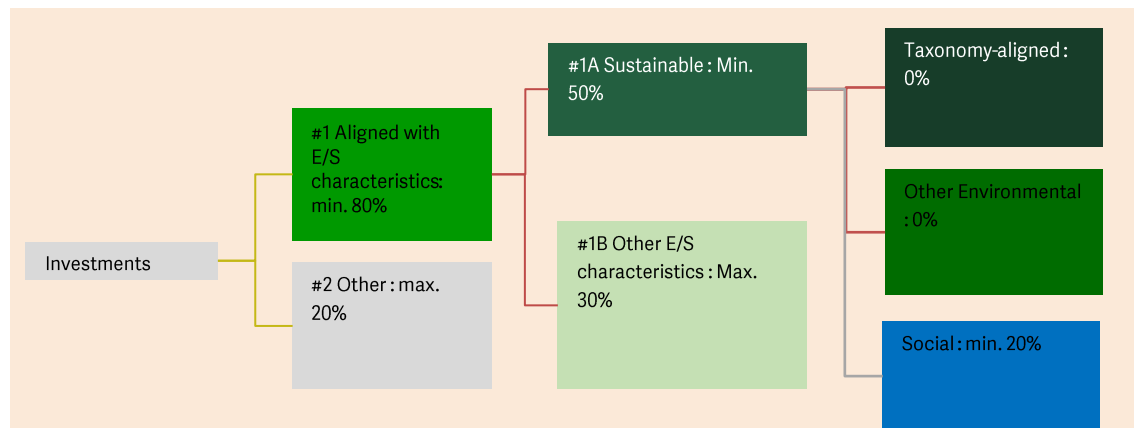 Investments
#1 Aligned with
E/S
characteristics:
min. 80%
#2 Other : max.
20%
#1A Sustainable : Min.
50%
#1B Other E/S
characteristics : Max.
30%
Taxonomy-aligned :
0%
Other Environmental
: 0%
Social : min. 20%